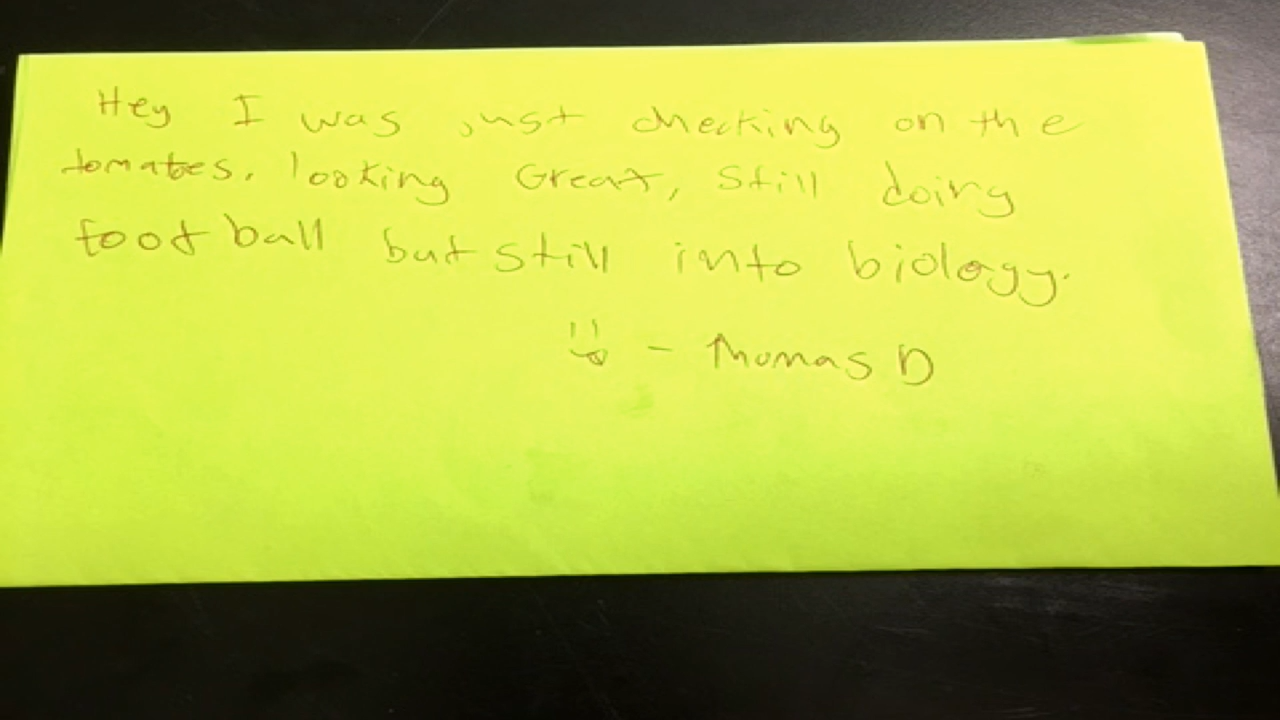 Hey I was just checking on the
tomatoes. looking Great, still doing
football but still into biology.
- Thomas D